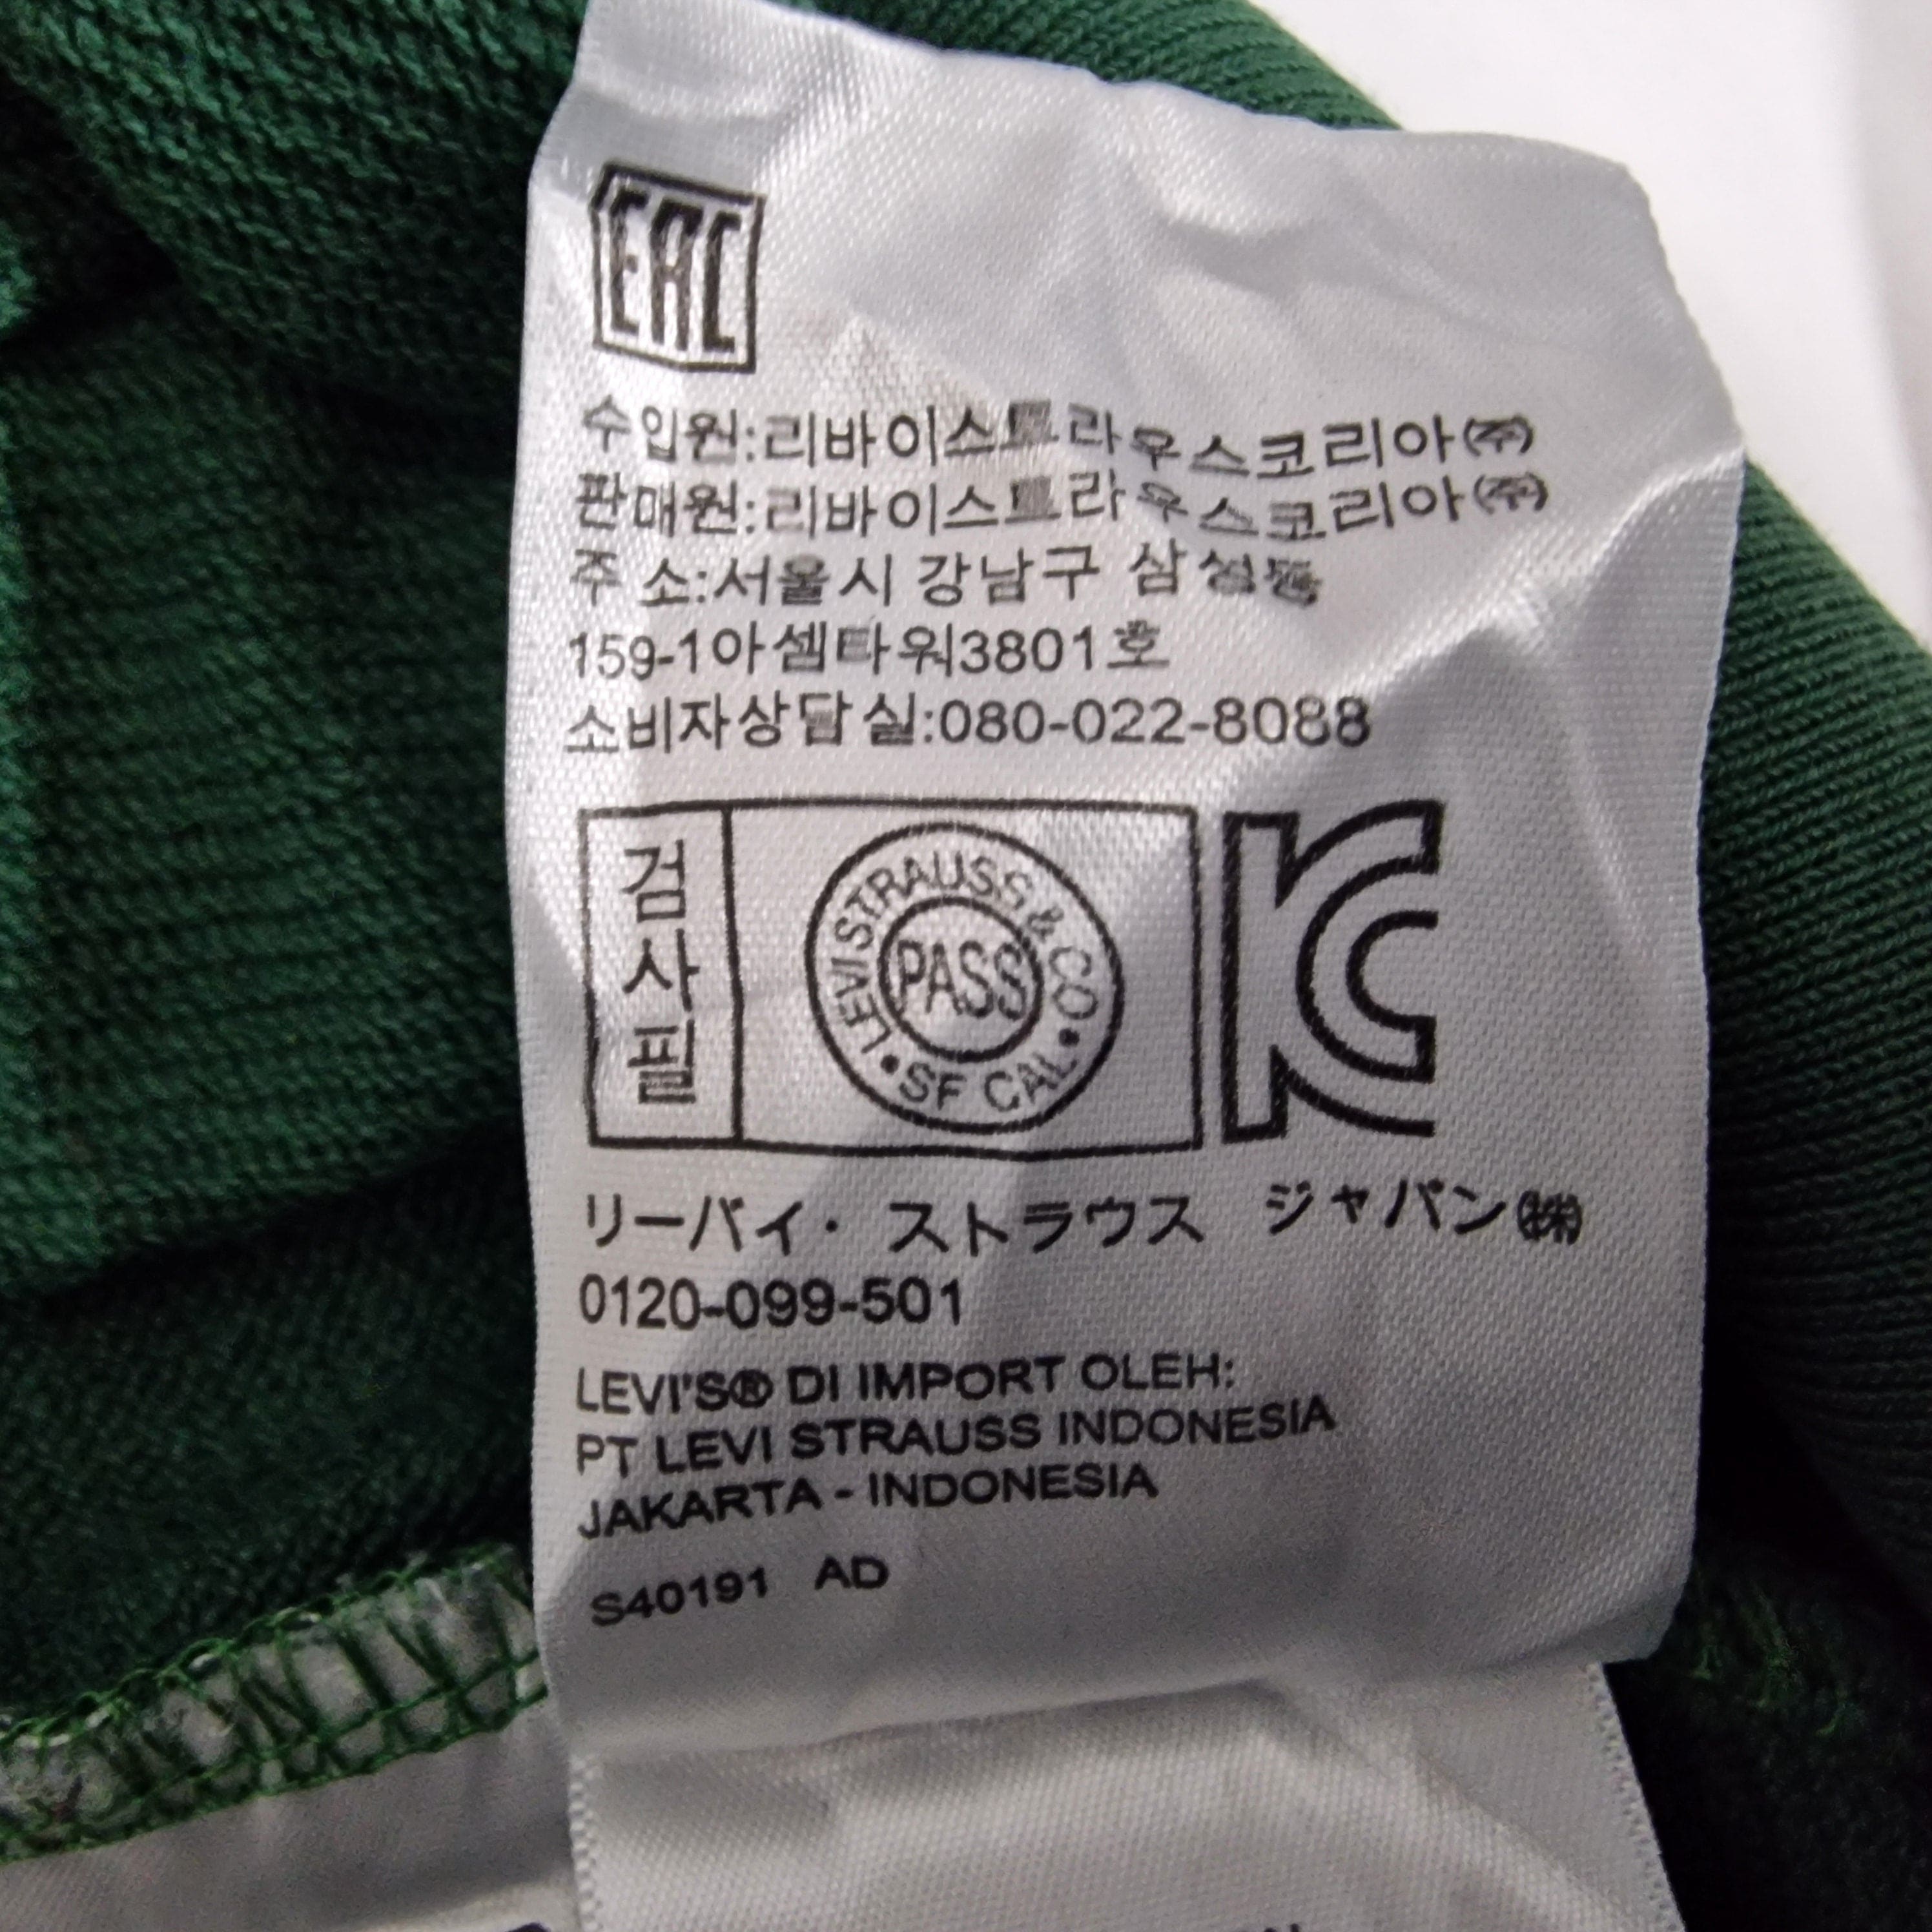 EAC
수입원:리바이스트라우스코리아(주)
판매원:리바이스트라우스코리아(주)
주 소:서울시 강남구 삼성동
159-1아셈타워3801호
소비자상담실:080-022-8088
검사필
LEVI STRAUSS & CO
PASS
• SF CAL •
KC
リーバイ・ ストラウス ジャパン(株)
0120-099-501
LEVI'S® DI IMPORT OLEH:
PT LEVI STRAUSS INDONESIA
JAKARTA - INDONESIA
S40191 AD